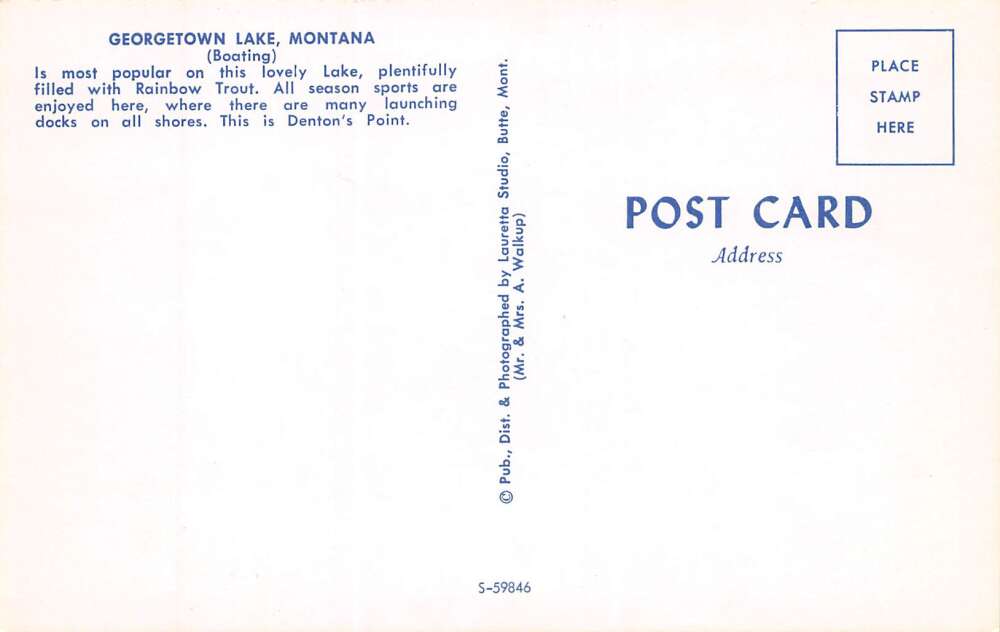 GEORGETOWN LAKE, MONTANA
(Boating)
Is most popular on this lovely Lake, plentifully
filled with Rainbow Trout. All season sports are
enjoyed here, where there are many launching
docks on all shores. This is Denton's Point.
© Pub., Dist. & Photographed by Lauretta Studio, Butte, Mont.
(Mr. & Mrs. A. Walkup)
S-59846
PLACE
STAMP
HERE
POST CARD
Address